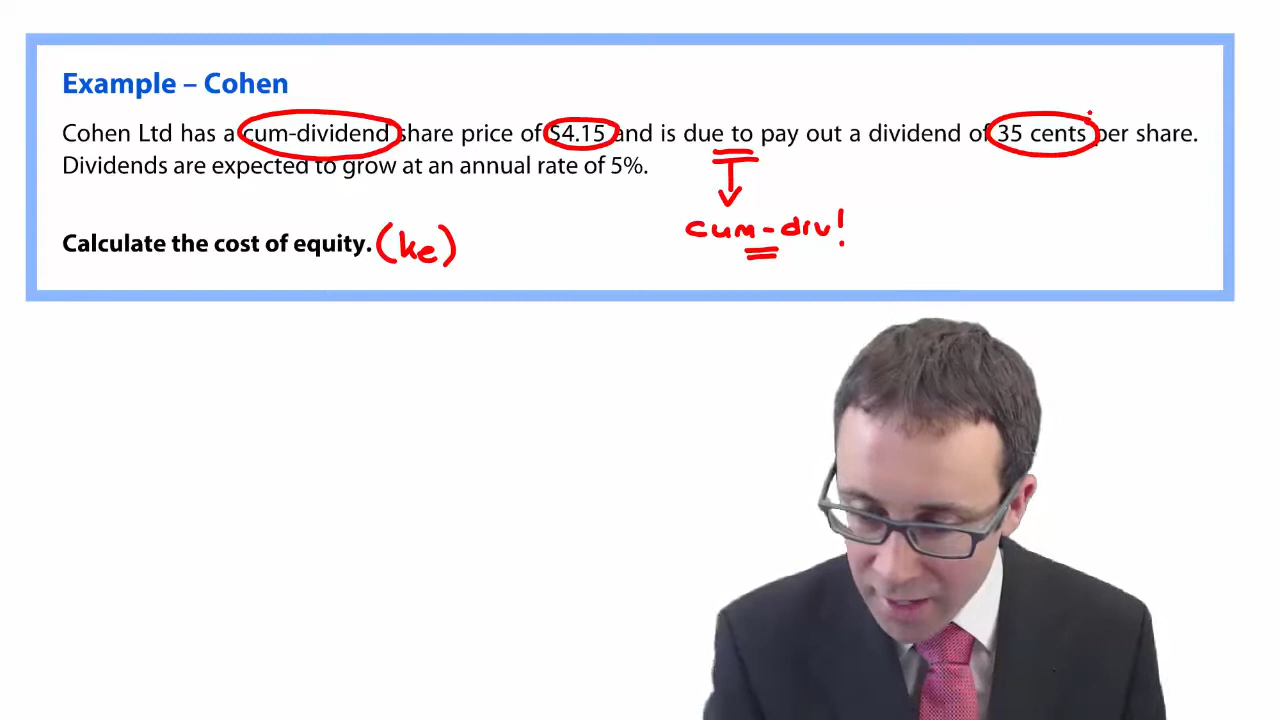 Example – Cohen
Cohen Ltd has a cum-dividend share price of $4.15 and is due to pay out a dividend of 35 cents per share.
Dividends are expected to grow at an annual rate of 5%.
cum-div!
Calculate the cost of equity. (ke)